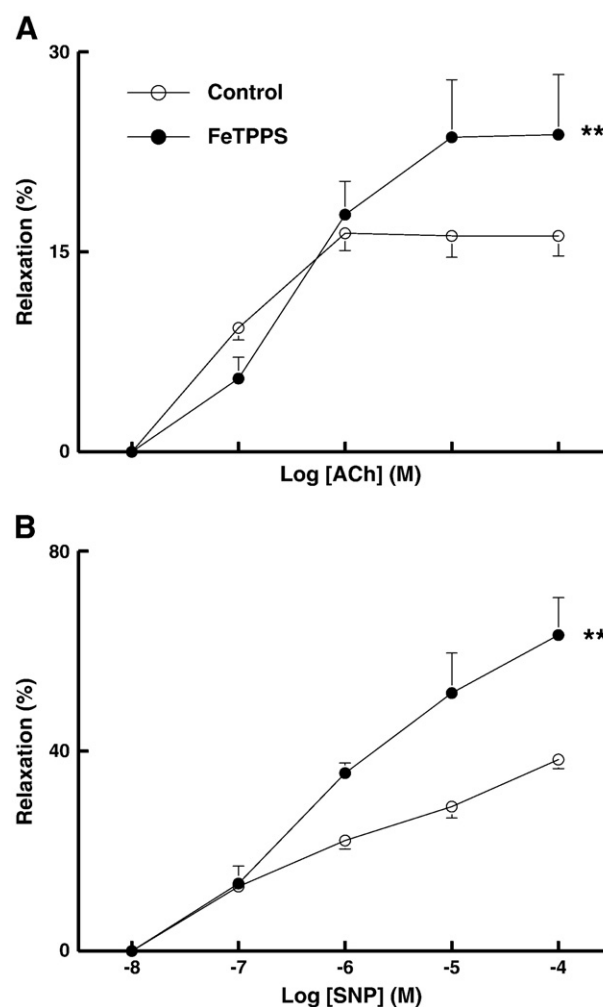 A
30
Control
FeTPPS
**
15
Relaxation (%)
0
Log [ACh] (M)
B
80
**
40
Relaxation (%)
0
-8 -7 -6 -5 -4
Log [SNP] (M)